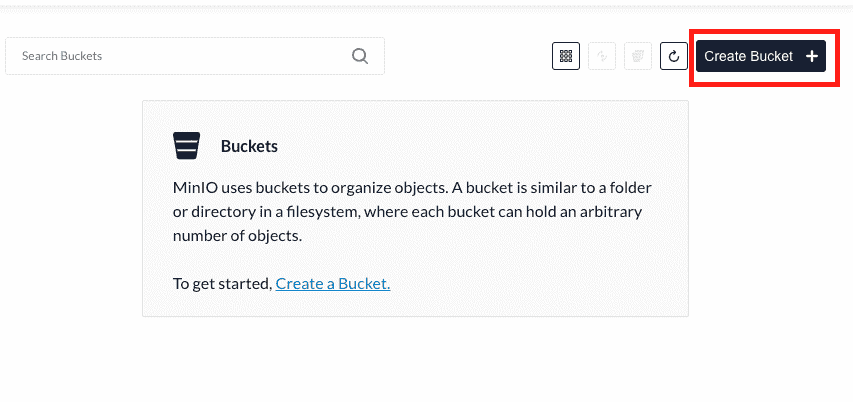 Search Buckets
Create Bucket
Buckets
MinIO uses buckets to organize objects. A bucket is similar to a folder
or directory in a filesystem, where each bucket can hold an arbitrary
number of objects.
To get started, Create a Bucket.